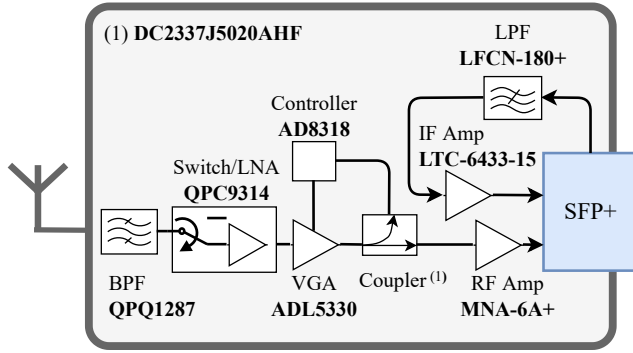 (1) DC2337J5020AHF
LPF
LFCN-180+
Controller
AD8318
IF Amp
LTC-6433-15
Switch/LNA
QPC9314
SFP+
BPF
QPQ1287
VGA
ADL5330
Coupler (1)
RF Amp
MNA-6A+